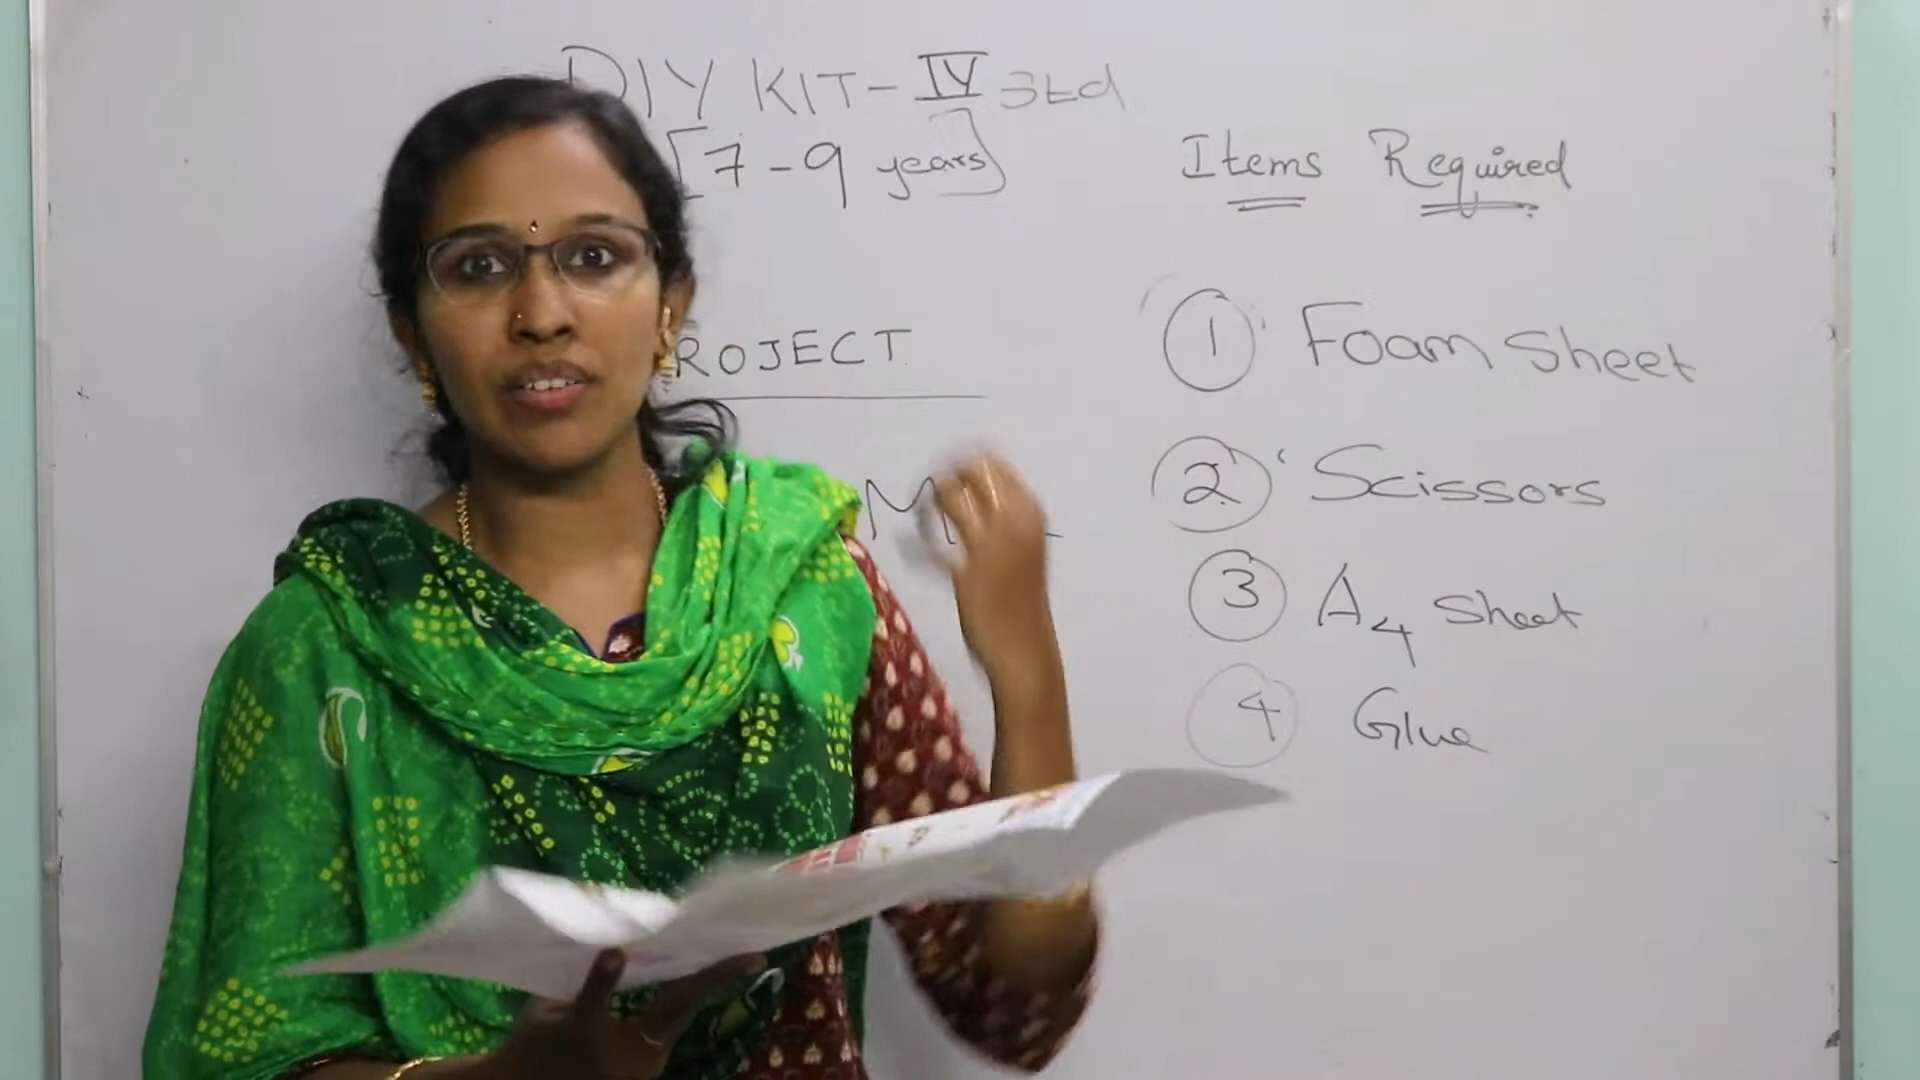 DIY KIT - IV Std
[7-9 years]
ROJECT
Items Required
1 Foam Sheet
2 Scissors
3 A4 Sheet
4 Glue